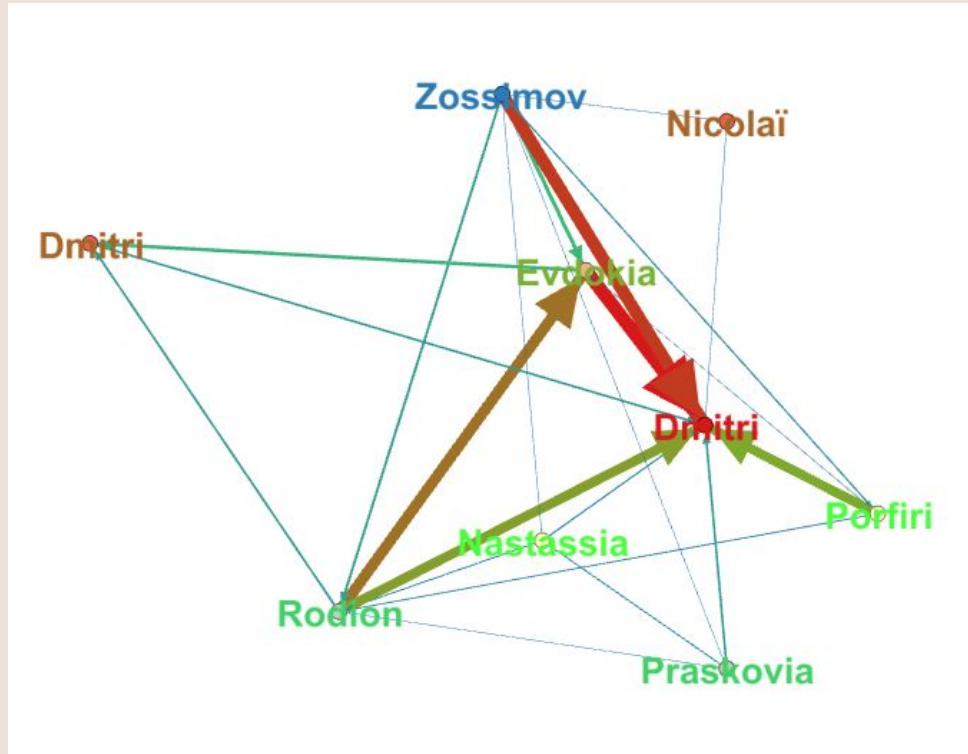 Zossimov
Nicolaï
Dmitri
Evdokia
Dmitri
Porfiri
Nastassia
Rodion
Praskovia